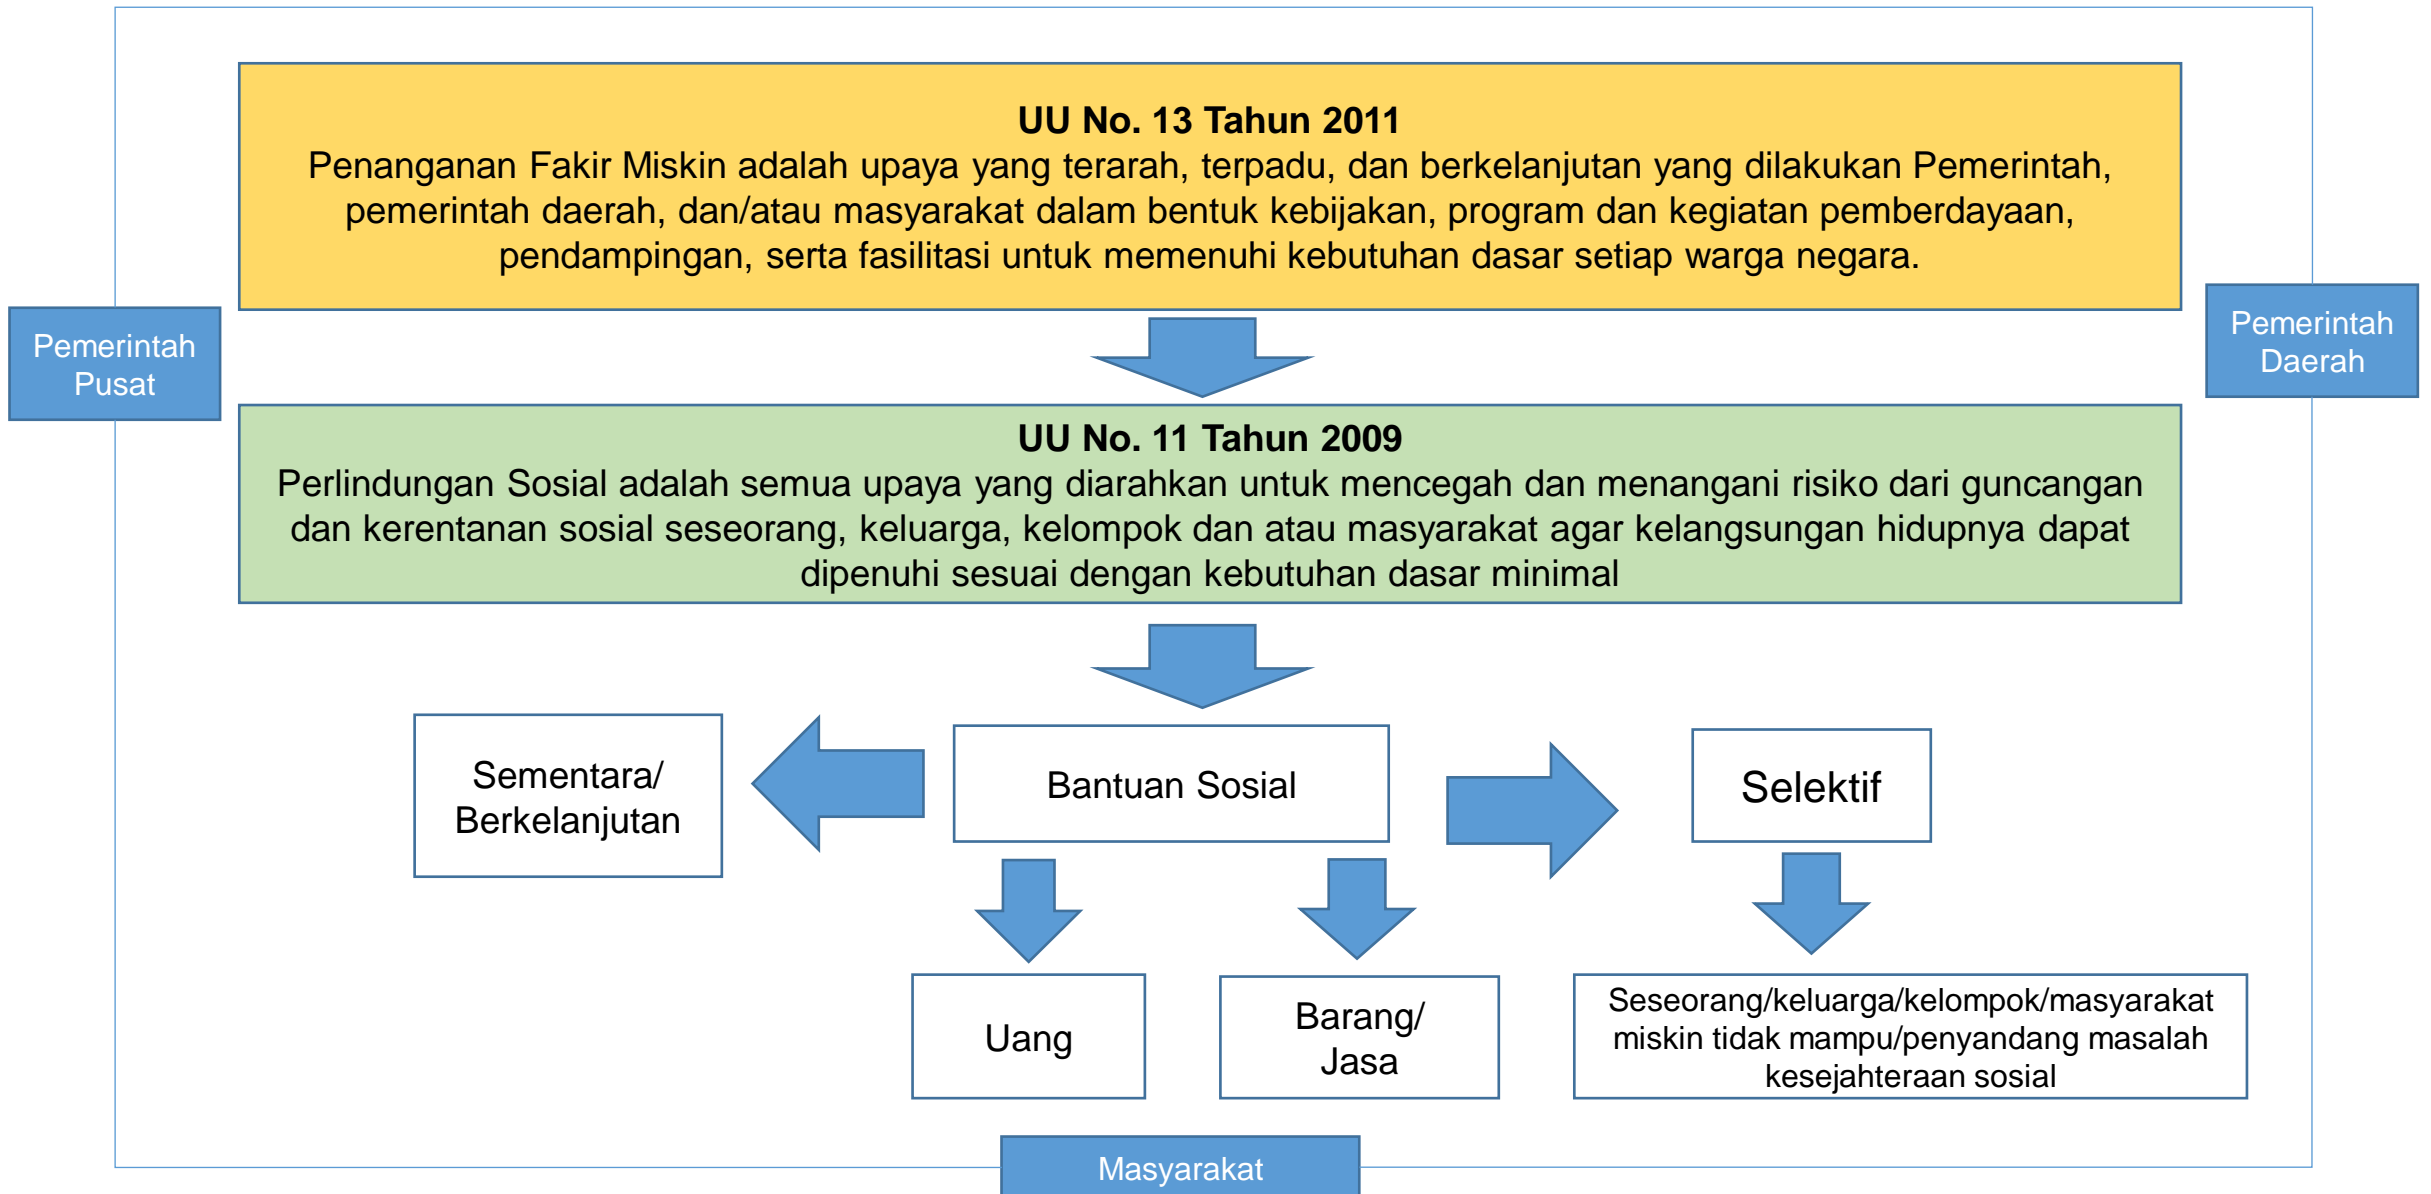 UU No. 13 Tahun 2011
Penanganan Fakir Miskin adalah upaya yang terarah, terpadu, dan berkelanjutan yang dilakukan Pemerintah,
pemerintah daerah, dan/atau masyarakat dalam bentuk kebijakan, program dan kegiatan pemberdayaan,
pendampingan, serta fasilitasi untuk memenuhi kebutuhan dasar setiap warga negara.
Pemerintah
Pusat
Pemerintah
Daerah
UU No. 11 Tahun 2009
Perlindungan Sosial adalah semua upaya yang diarahkan untuk mencegah dan menangani risiko dari guncangan
dan kerentanan sosial seseorang, keluarga, kelompok dan atau masyarakat agar kelangsungan hidupnya dapat
dipenuhi sesuai dengan kebutuhan dasar minimal
Sementara/
Berkelanjutan
Bantuan Sosial
Selektif
Uang
Barang/
Jasa
Seseorang/keluarga/kelompok/masyarakat
miskin tidak mampu/penyandang masalah
kesejahteraan sosial
Masyarakat